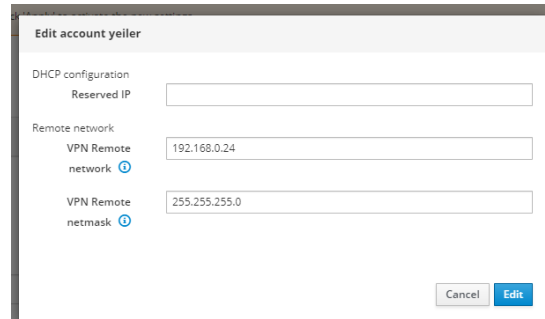 Edit account yeiler
DHCP configuration
Reserved IP
Remote network
VPN Remote
network
192.168.0.24
VPN Remote
netmask
255.255.255.0
Cancel
Edit